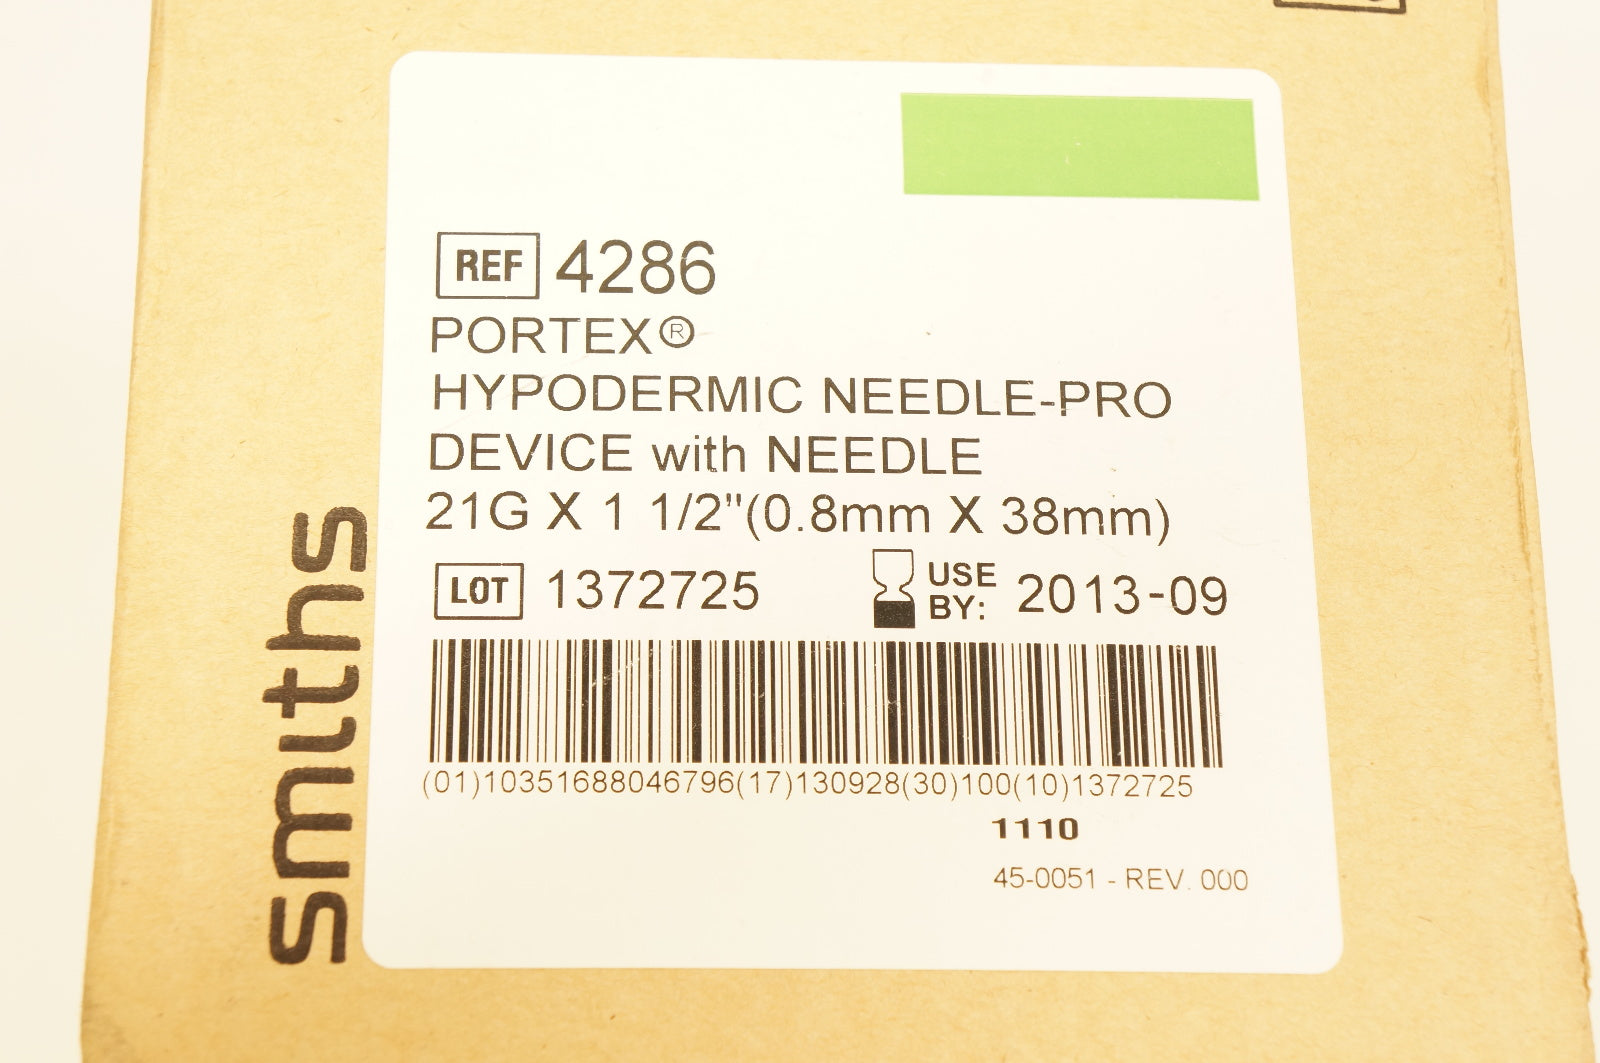 REF 4286
PORTEX®
HYPODERMIC NEEDLE-PRO
DEVICE with NEEDLE
21G X 1 1/2"(0.8mm X 38mm)
LOT 1372725 USE BY: 2013-09
(01)10351688046796(17)130928(30)100(10)1372725
1110
45-0051 - REV. 000
smiths